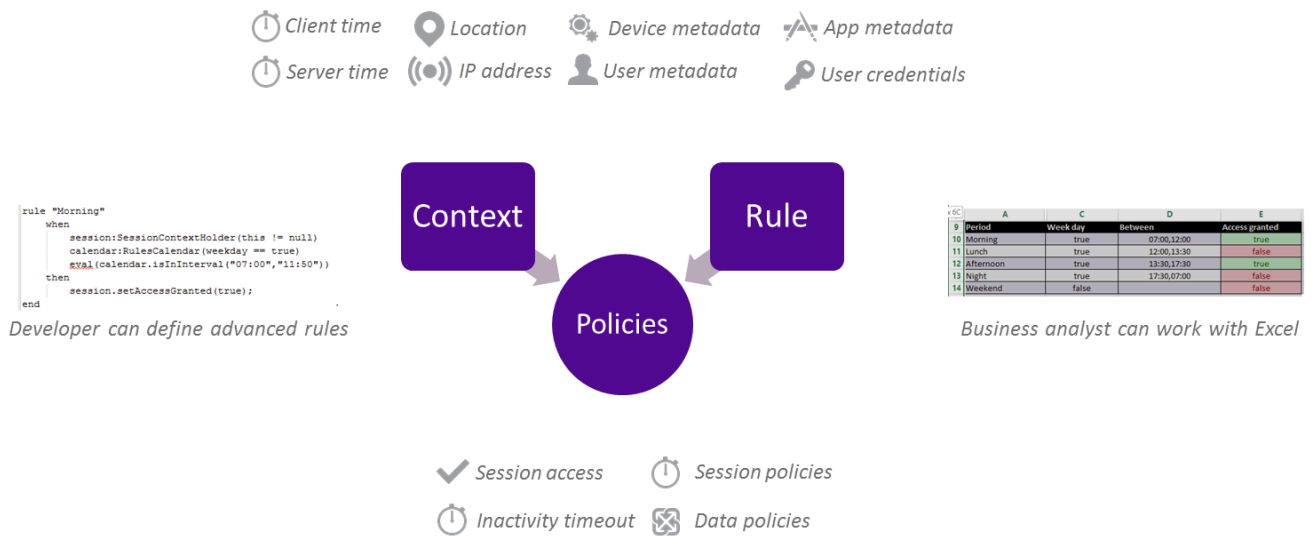 Client time
Location
Device metadata
App metadata
Server time
IP address
User metadata
User credentials
rule "Morning"
when
session:SessionContextHolder(this != null)
calendar:RulesCalendar(weekday == true)
eval(calendar.isInInterval("07:00","11:50"))
then
session.setAccessGranted(true);
end
Developer can define advanced rules
Context
Rule
Policies
A C D E
9 Period Week day Between Access granted
10 Morning true 07:00,12:00 true
11 Lunch true 12:00,13:30 false
12 Afternoon true 13:30,17:30 true
13 Night true 17:30,07:00 false
14 Weekend false false
Business analyst can work with Excel
Session access
Session policies
Inactivity timeout
Data policies